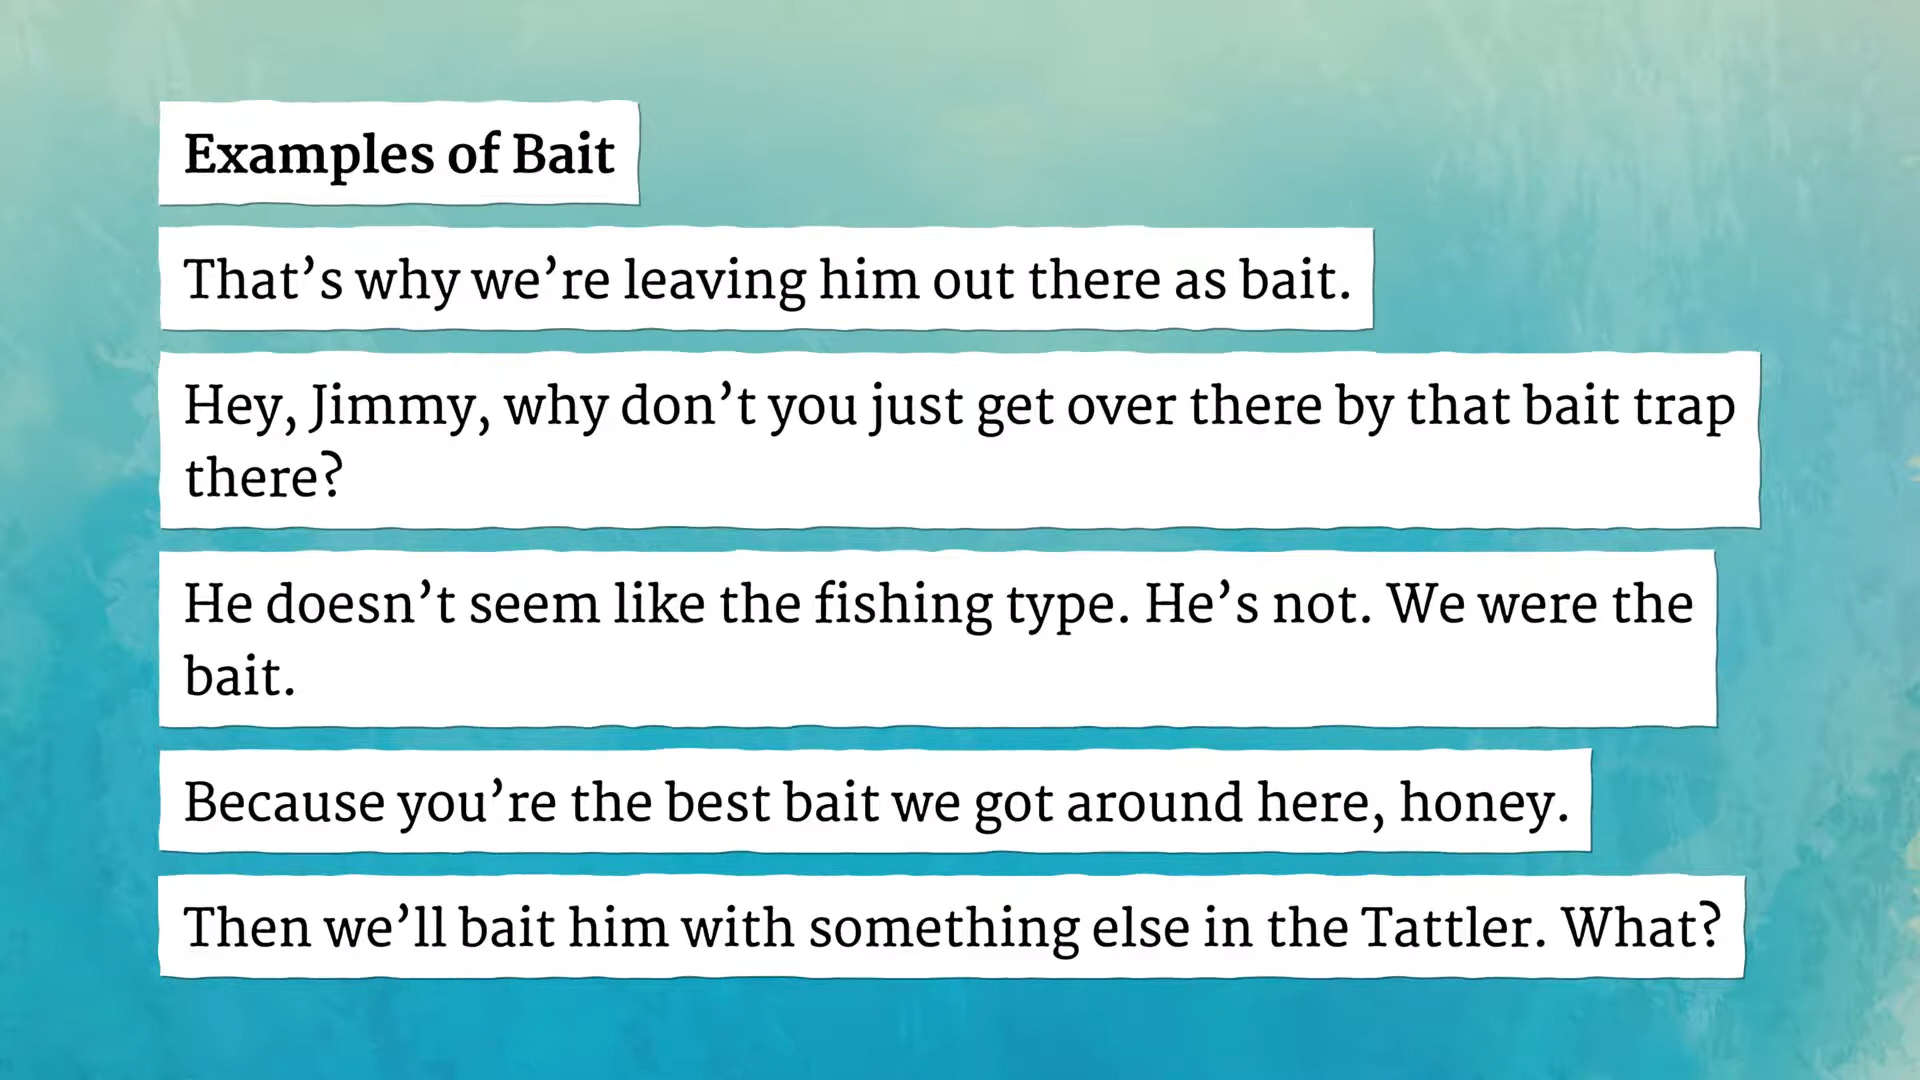 Examples of Bait
That’s why we’re leaving him out there as bait.
Hey, Jimmy, why don’t you just get over there by that bait trap
there?
He doesn’t seem like the fishing type. He’s not. We were the
bait.
Because you’re the best bait we got around here, honey.
Then we’ll bait him with something else in the Tattler. What?